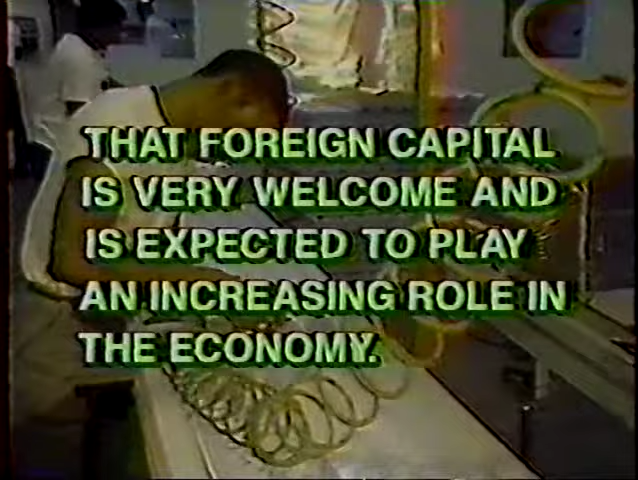 THAT FOREIGN CAPITAL
IS VERY WELCOME AND
IS EXPECTED TO PLAY
AN INCREASING ROLE IN
THE ECONOMY.